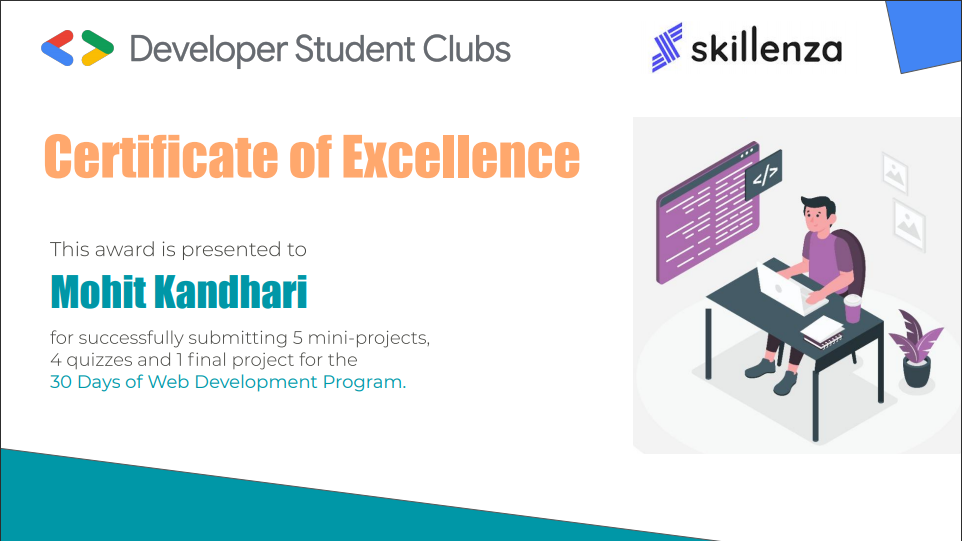 Developer Student Clubs
skillenza
Certificate of Excellence
</>
This award is presented to
Mohit Kandhari
for successfully submitting 5 mini-projects,
4 quizzes and 1 final project for the
30 Days of Web Development Program.